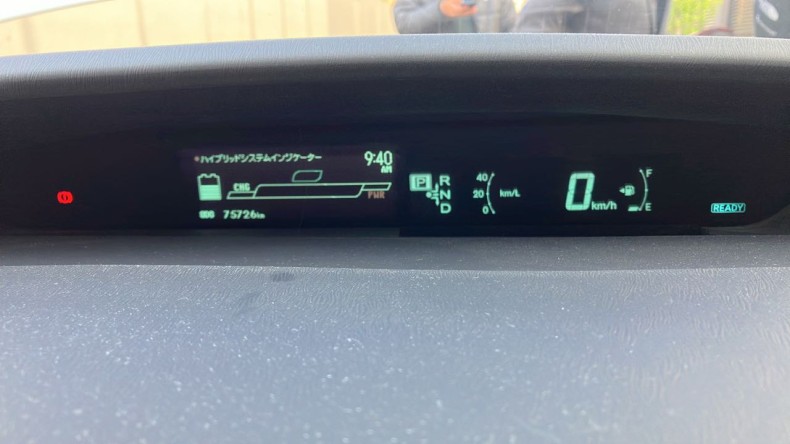 ハイブリッドシステムインジケーター
9:40
AM
CHG
PWR
ODO 75726km
P
R
N
D
40
20
0
km/L
0 km/h
F
E
READY